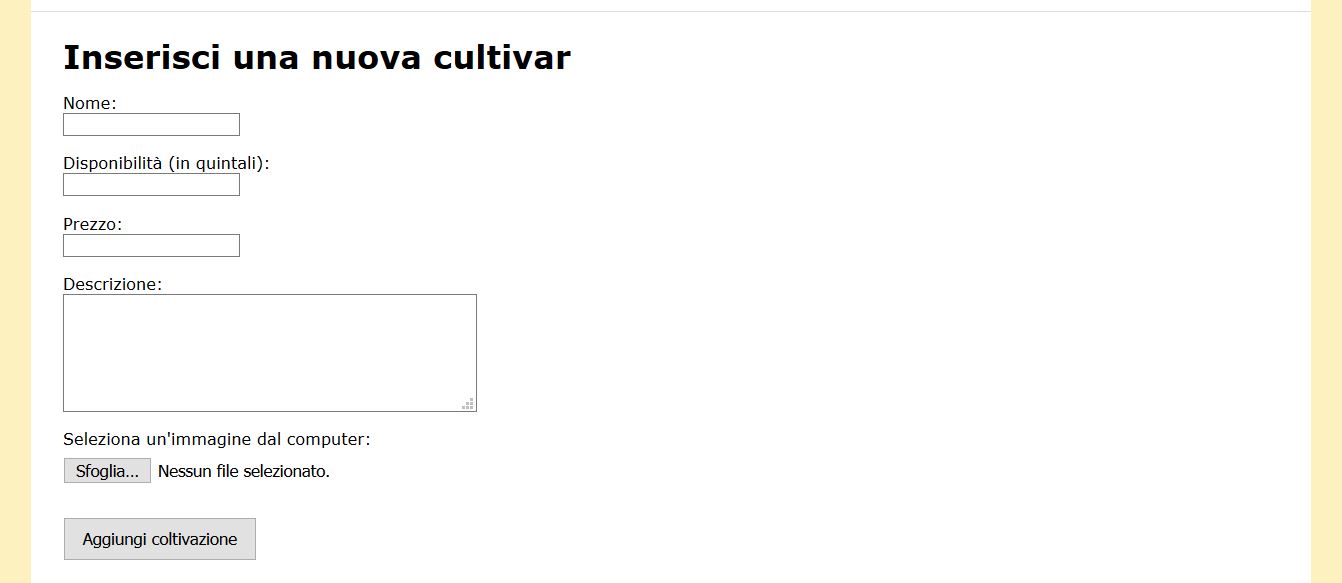 Inserisci una nuova cultivar
Nome:
Disponibilità (in quintali):
Prezzo:
Descrizione:
Seleziona un'immagine dal computer:
Sfoglia... Nessun file selezionato.
Aggiungi coltivazione